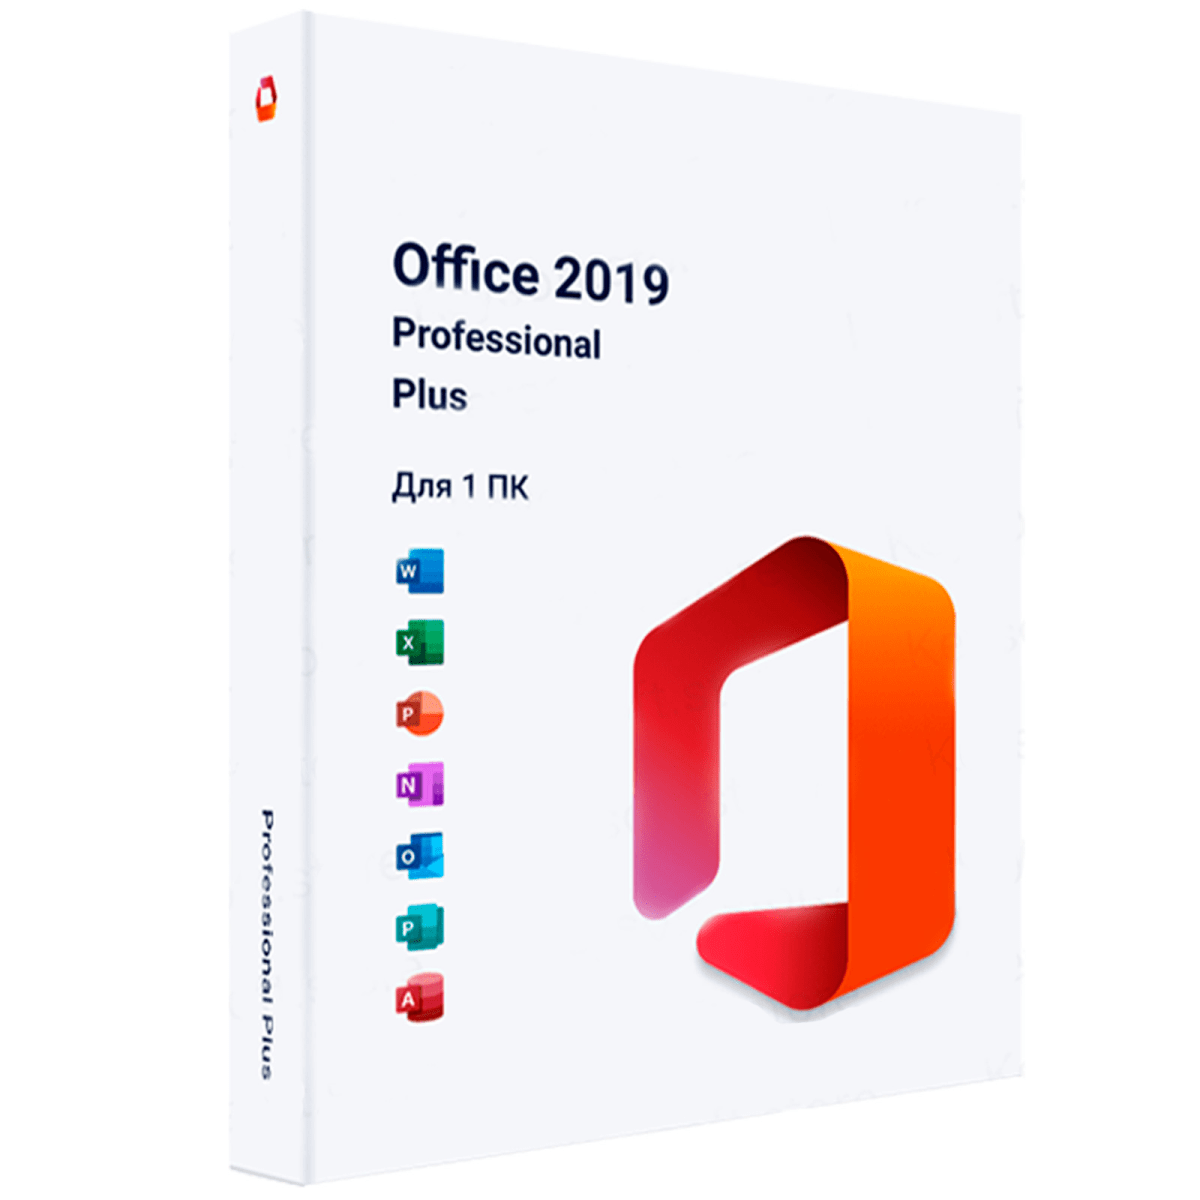 Office 2019
Professional
Plus
Для 1 ПК
W
X
P
N
O
P
A
Professional Plus